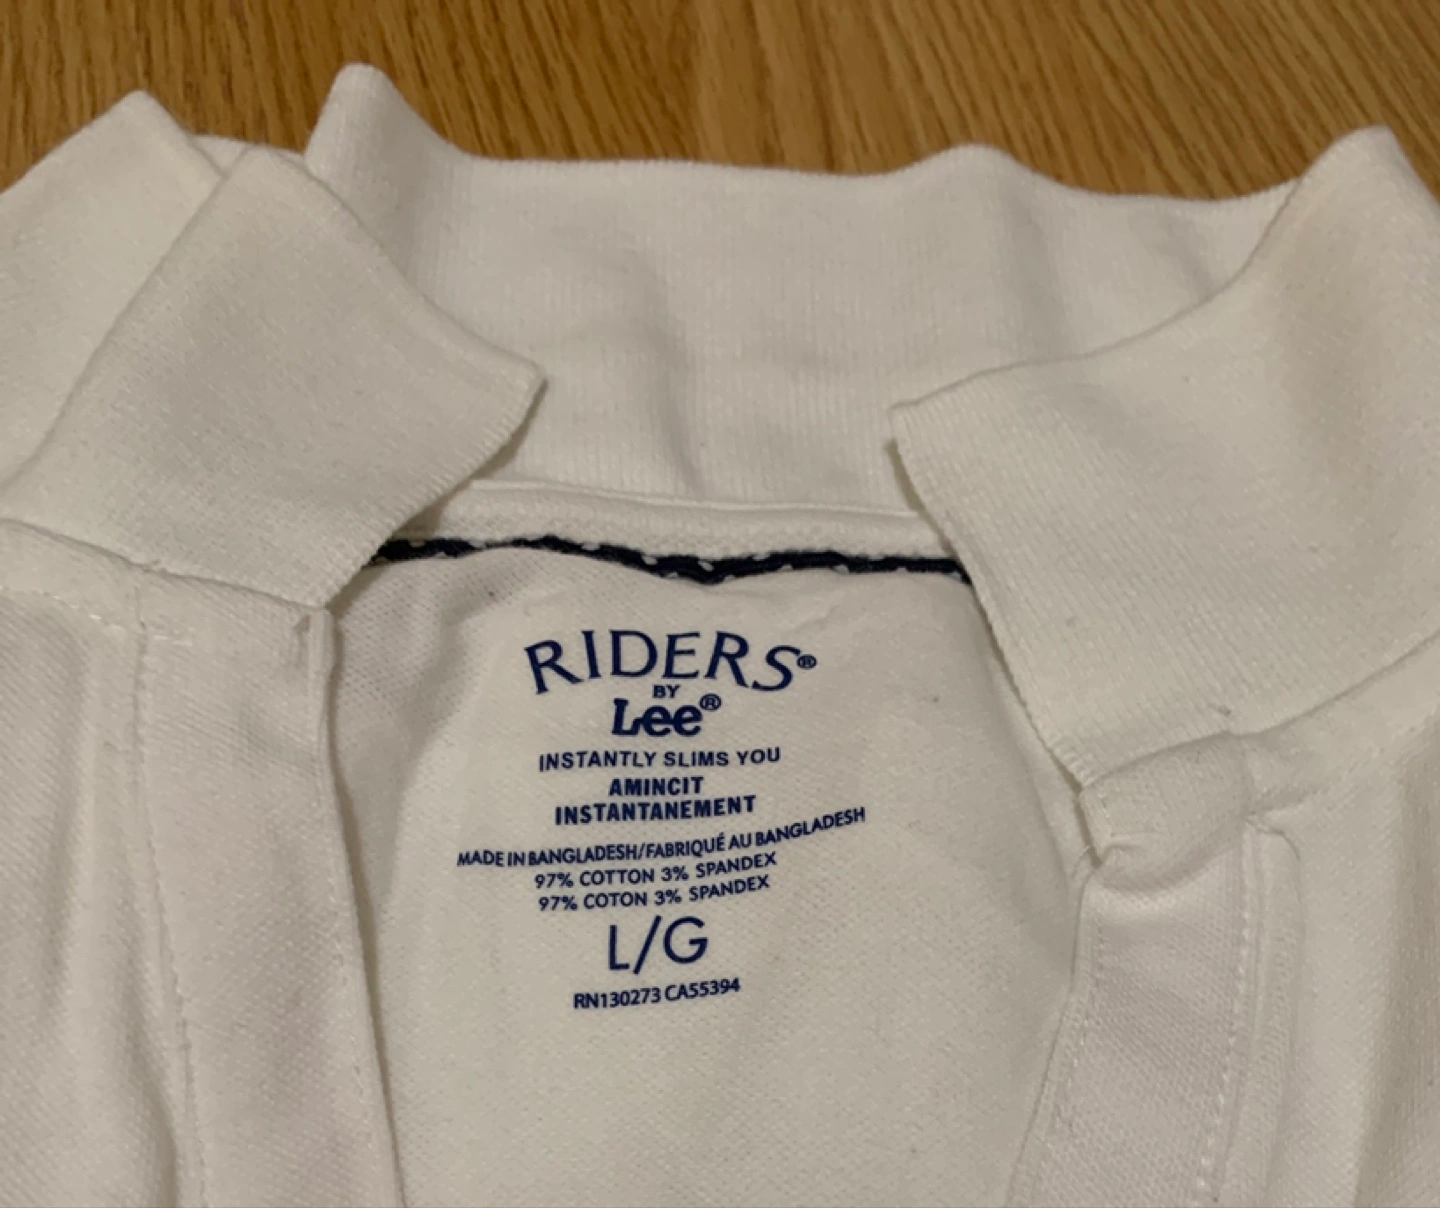 RIDERS®
BY
Lee®
INSTANTLY SLIMS YOU
AMINCIT
INSTANTANEMENT
MADE IN BANGLADESH/FABRIQUÉ AU BANGLADESH
97% COTTON 3% SPANDEX
97% COTON 3% SPANDEX
L/G
RN130273 CA55394